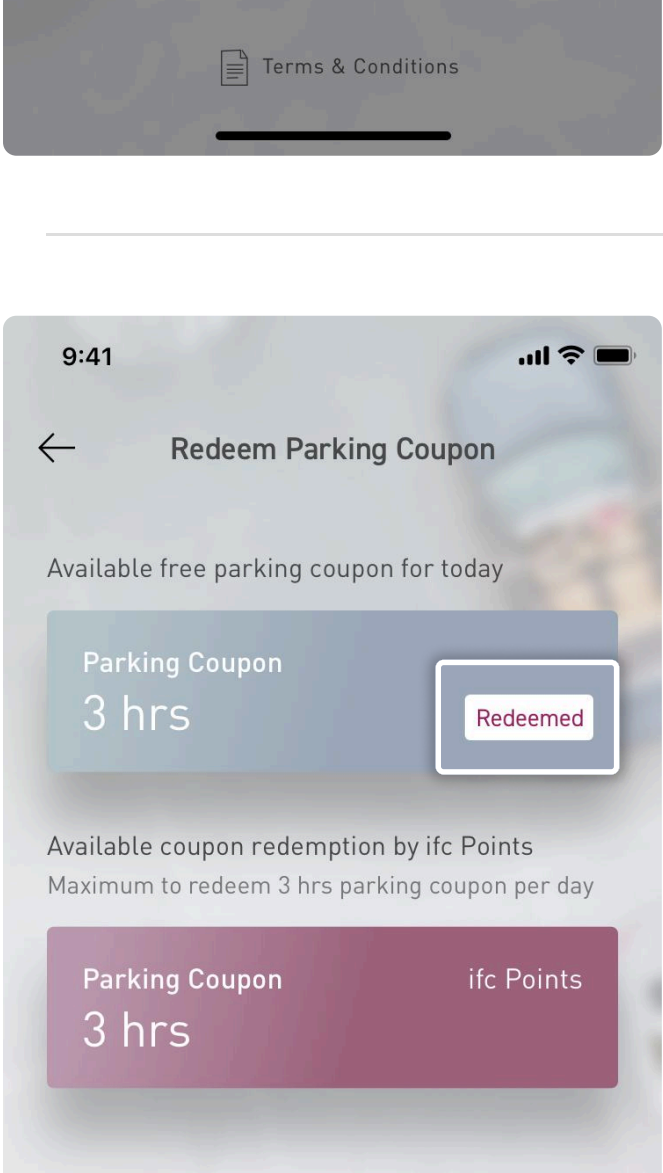 Terms & Conditions
9:41
Redeem Parking Coupon
Available free parking coupon for today
Parking Coupon
3 hrs
Redeemed
Available coupon redemption by ifc Points
Maximum to redeem 3 hrs parking coupon per day
Parking Coupon
ifc Points
3 hrs